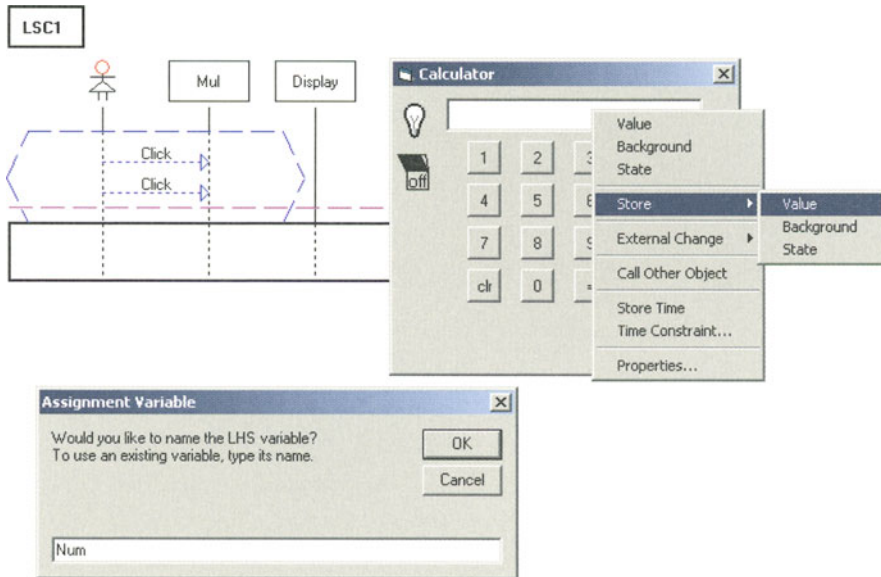 LSC1
Mul
Display
Click
Click
Calculator
off
1 2
4 5
7 8
clr 0
Value
Background
State
Store
External Change
Call Other Object
Store Time
Time Constraint...
Properties...
Value
Background
State
Assignment Variable
Would you like to name the LHS variable?
To use an existing variable, type its name.
OK
Cancel
Num